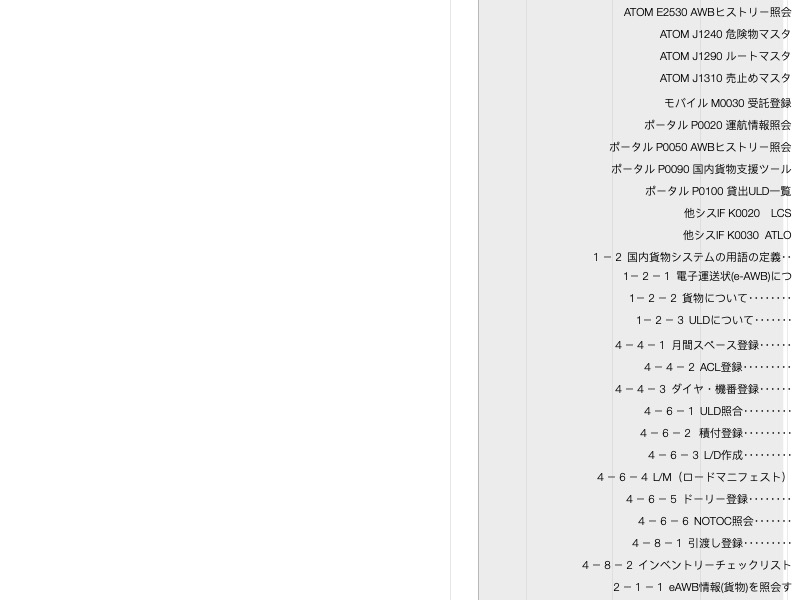 ATOM E2530 AWBヒストリー照会
ATOM J1240 危険物マスタ
ATOM J1290 ルートマスタ
ATOM J1310 売止めマスタ
モバイル M0030 受託登録
ポータル P0020 運航情報照会
ポータル P0050 AWBヒストリー照会
ポータル P0090 国内貨物支援ツール
ポータル P0100 貸出ULD一覧
他シスIF K0020　LCS
他シスIF K0030 ATLO
１－２ 国内貨物システムの用語の定義‥
１－２－１ 電子運送状(e-AWB)につ
１－２－２ 貨物について‥‥‥‥
１－２－３ ULDについて‥‥‥
４－４－１ 月間スペース登録‥‥‥
４－４－２ ACL登録‥‥‥‥
４－４－３ ダイヤ・機番登録‥‥‥
４－６－１ ULD照合‥‥‥‥
４－６－２ 積付登録‥‥‥‥
４－６－３ L/D作成‥‥‥‥
４－６－４ L/M（ロードマニフェスト）
４－６－５ ドーリー登録‥‥‥‥
４－６－６ NOTOC照会‥‥‥
４－８－１ 引渡し登録‥‥‥‥
４－８－２ インベントリーチェックリスト
２－１－１ eAWB情報(貨物)を照会す